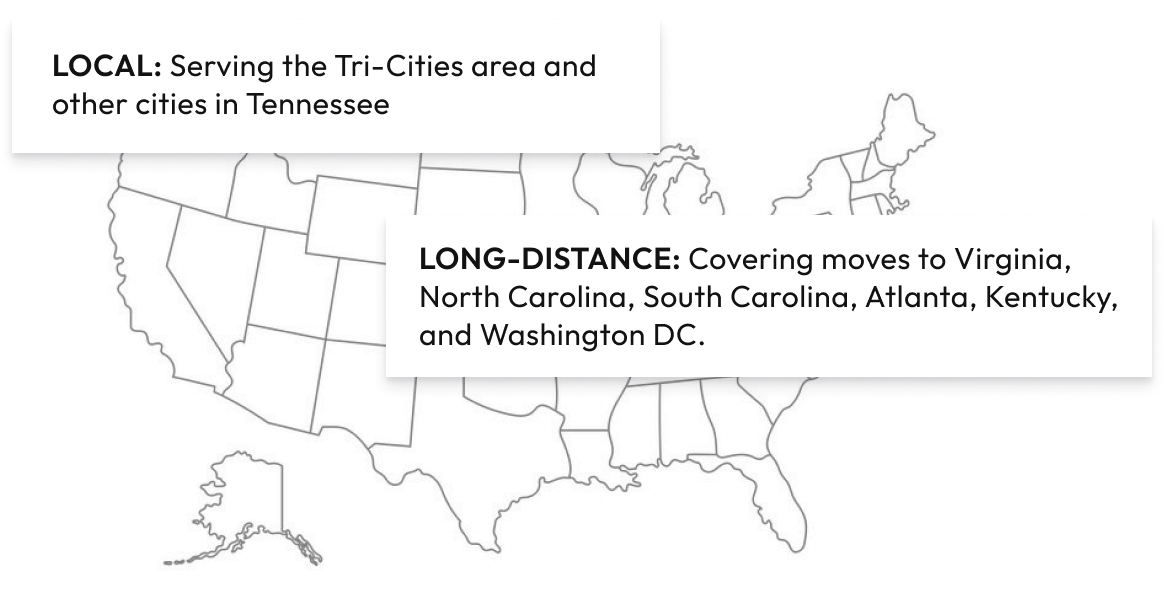 LOCAL: Serving the Tri-Cities area and
other cities in Tennessee
LONG-DISTANCE: Covering moves to Virginia,
North Carolina, South Carolina, Atlanta, Kentucky,
and Washington DC.